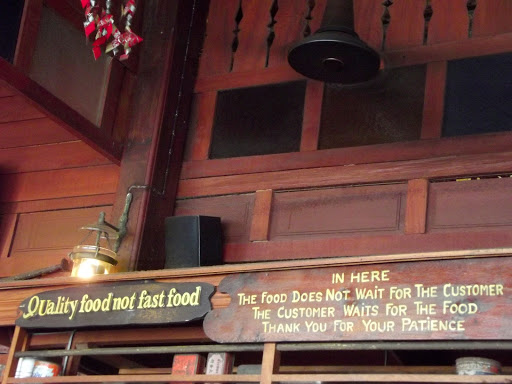 Quality food not fast food
IN HERE
THE FOOD DOES NOT WAIT FOR THE CUSTOMER
THE CUSTOMER WAITS FOR THE FOOD
THANK YOU FOR YOUR PATIENCE